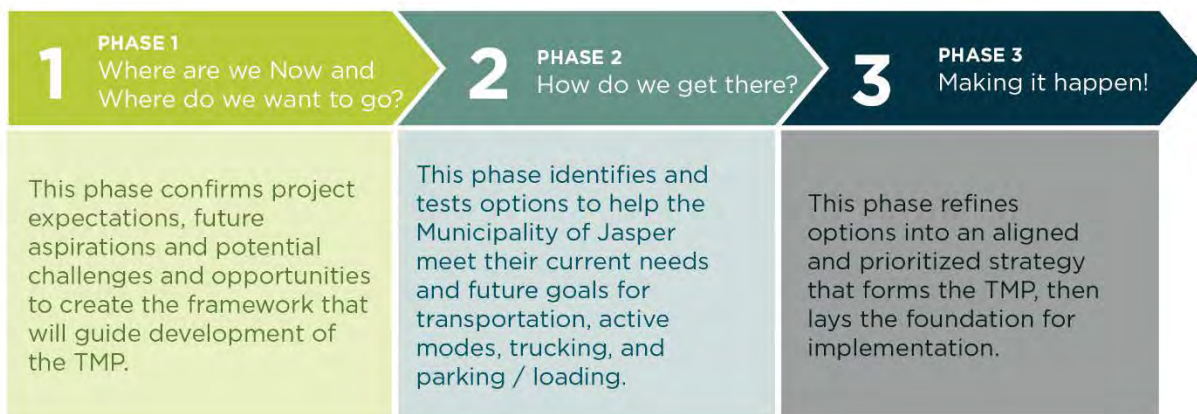 1
PHASE 1
Where are we Now and
Where do we want to go?
This phase confirms project
expectations, future
aspirations and potential
challenges and opportunities
to create the framework that
will guide development of
the TMP.
2
PHASE 2
How do we get there?
This phase identifies and
tests options to help the
Municipality of Jasper
meet their current needs
and future goals for
transportation, active
modes, trucking, and
parking / loading.
3
PHASE 3
Making it happen!
This phase refines
options into an aligned
and prioritized strategy
that forms the TMP, then
lays the foundation for
implementation.